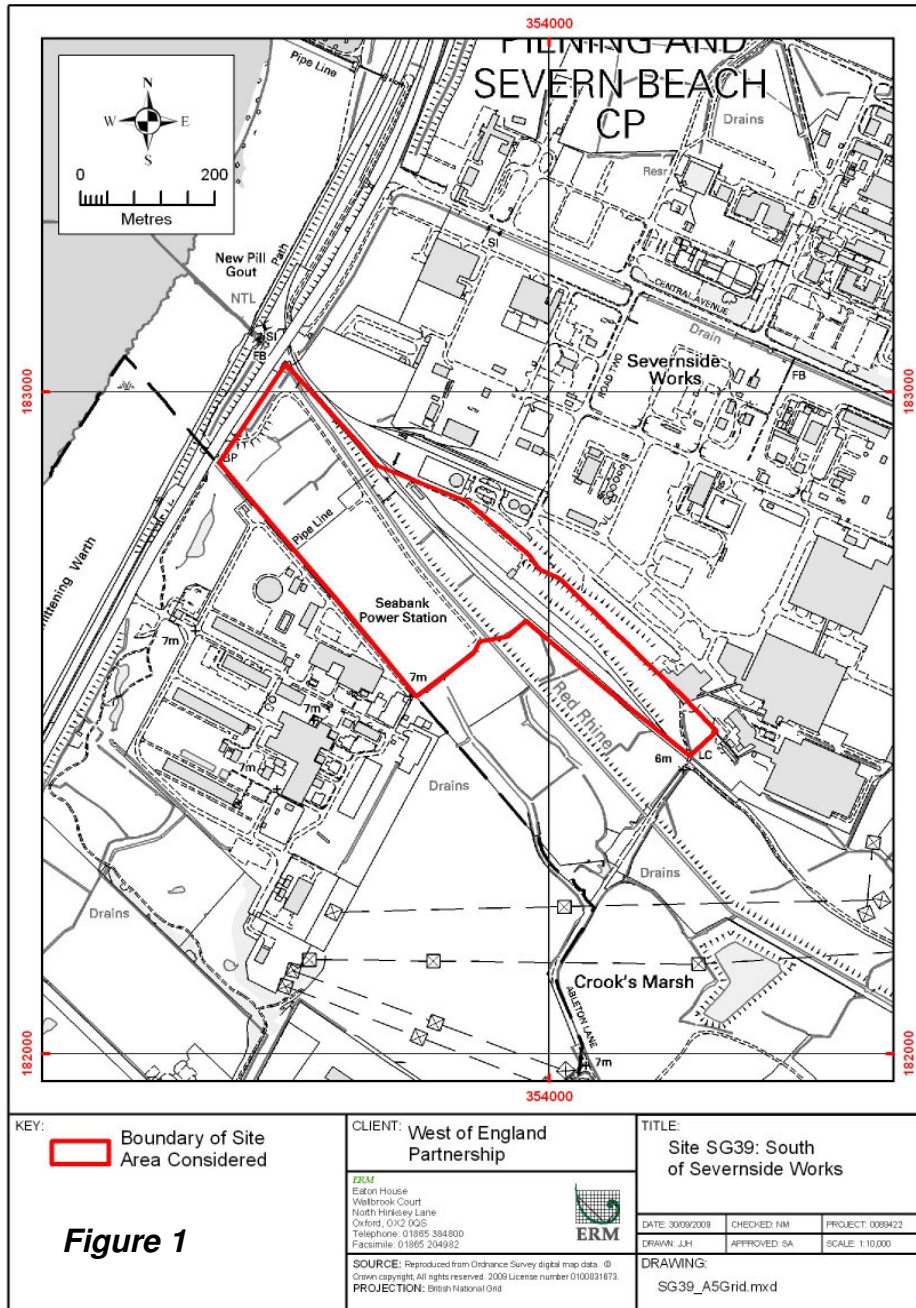 354000
PILNING AND
SEVERN BEACH
CP
Pipe Line
Drains
N
W E
S
0 200
Metres
Resr
SI
New Pill
Gout
Path
NTL
SI
FB
CENTRAL AVENUE
Drain
Severnside
Works
ROAD TWO
FB
183000
183000
BP
Pipe Line
Seabank
Power Station
7m
7m
7m
7m
Red Rhine
LC
6m
Drains
Drains
Drains
Crook's Marsh
ABLETON LANE
7m
182000
182000
354000
KEY:
Boundary of Site
Area Considered
Figure 1
CLIENT: West of England
Partnership
ERM
Eaton House
Wallbrook Court
North Hinksey Lane
Oxford, OX2 0QS
Telephone: 01865 384800
Facsimile: 01865 204982
ERM
SOURCE: Reproduced from Ordnance Survey digital map data. ©
Crown copyright, All rights reserved. 2009 License number 0100031673.
PROJECTION: British National Grid
TITLE:
Site SG39: South
of Severnside Works
DATE: 30/09/2009 CHECKED: NM PROJECT: 0089422
DRAWN: JJH APPROVED: SA SCALE: 1:10,000
DRAWING:
SG39_A5Grid.mxd